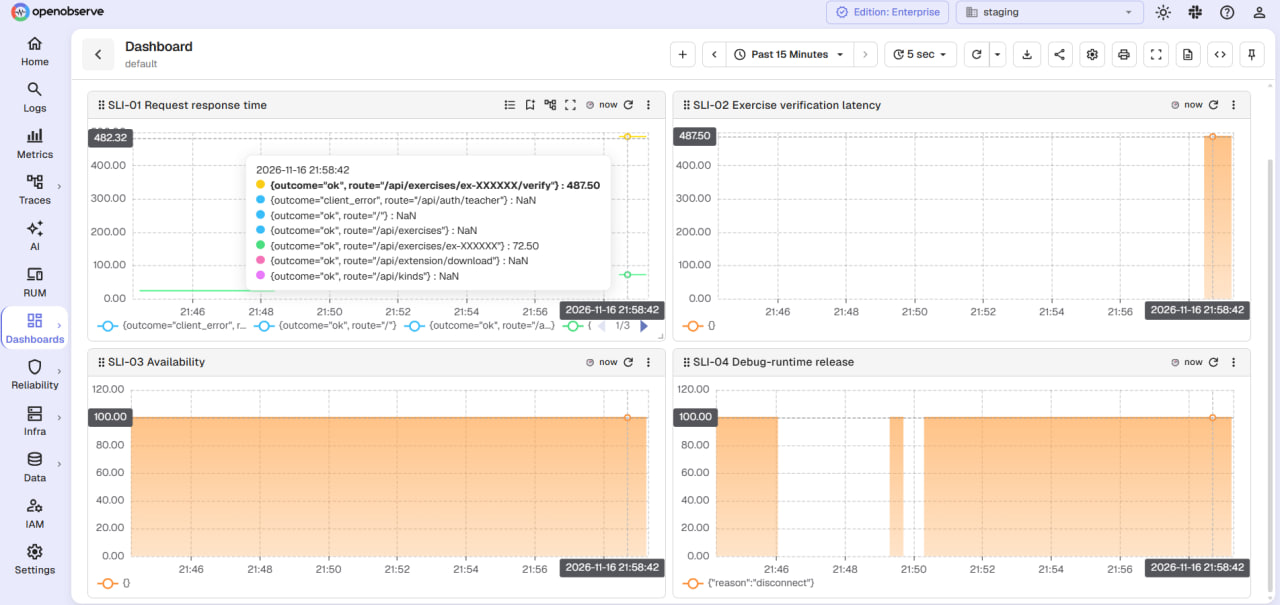 openobserve
Edition: Enterprise
staging
Home
Logs
Metrics
Traces
AI
RUM
Dashboards
Reliability
Infra
Data
IAM
Settings
Dashboard
default
Past 15 Minutes
5 sec
SLI-01 Request response time
now
482.32
400.00
300.00
200.00
100.00
0.00
2026-11-16 21:58:42
{outcome="ok", route="/api/exercises/ex-XXXXXX/verify"} : 487.50
{outcome="client_error", route="/api/auth/teacher"} : NaN
{outcome="ok", route="/"} : NaN
{outcome="ok", route="/api/exercises"} : NaN
{outcome="ok", route="/api/exercises/ex-XXXXXX"} : 72.50
{outcome="ok", route="/api/extension/download"} : NaN
{outcome="ok", route="/api/kinds"} : NaN
21:46 21:48 21:50 21:52 21:54 21:56 2026-11-16 21:58:42
{outcome="client_error", r... {outcome="ok", route="/"} {outcome="ok", route="/a...} { 1/3
SLI-02 Exercise verification latency
now
487.50
400.00
300.00
200.00
100.00
0.00
21:46 21:48 21:50 21:52 21:54 21:56 2026-11-16 21:58:42
{}
SLI-03 Availability
now
120.00
100.00
80.00
60.00
40.00
20.00
0.00
21:46 21:48 21:50 21:52 21:54 21:56 2026-11-16 21:58:42
{}
SLI-04 Debug-runtime release
now
120.00
100.00
80.00
60.00
40.00
20.00
0.00
21:46 21:48 21:50 21:52 21:54 21:56 2026-11-16 21:58:42
{"reason":"disconnect"}